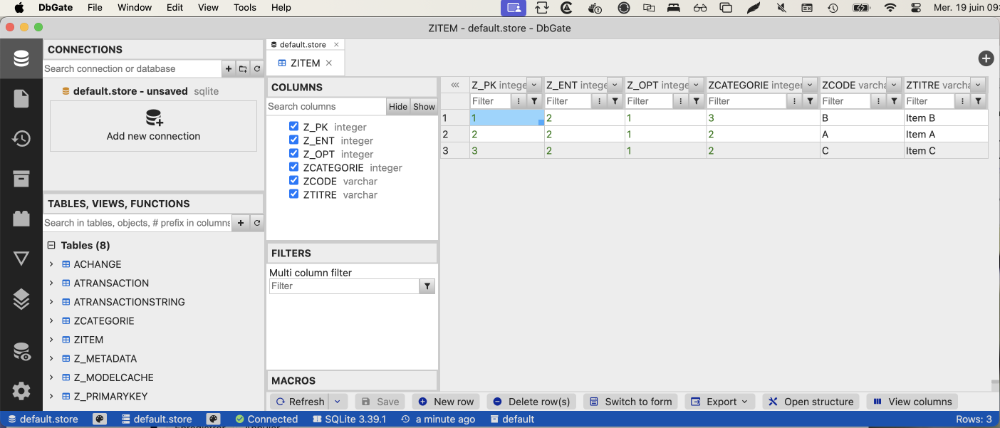 DbGate File Window Edit View Tools Help Mer. 19 juin 09:
ZITEM - default.store - DbGate
CONNECTIONS
Search connection or database
default.store - unsaved sqlite
Add new connection
TABLES, VIEWS, FUNCTIONS
Search in tables, objects, # prefix in columns
Tables (8)
ACHANGE
ATRANSACTION
ATRANSACTIONSTRING
ZCATEGORIE
ZITEM
Z_METADATA
Z_MODELCACHE
Z_PRIMARYKEY
default.store
ZITEM
COLUMNS
Search columns Hide Show
Z_PK integer
Z_ENT integer
Z_OPT integer
ZCATEGORIE integer
ZCODE varchar
ZTITRE varchar
FILTERS
Multi column filter
Filter
MACROS
Z_PK integer Z_ENT integ Z_OPT integ ZCATEGORIE integer ZCODE varcha ZTITRE varcha
Filter Filter Filter Filter Filter Filter
1 1 2 1 3 B Item B
2 2 2 1 2 A Item A
3 3 2 1 2 C Item C
Refresh Save New row Delete row(s) Switch to form Export Open structure View columns
default.store default.store Connected SQLite 3.39.1 a minute ago default Rows: 3